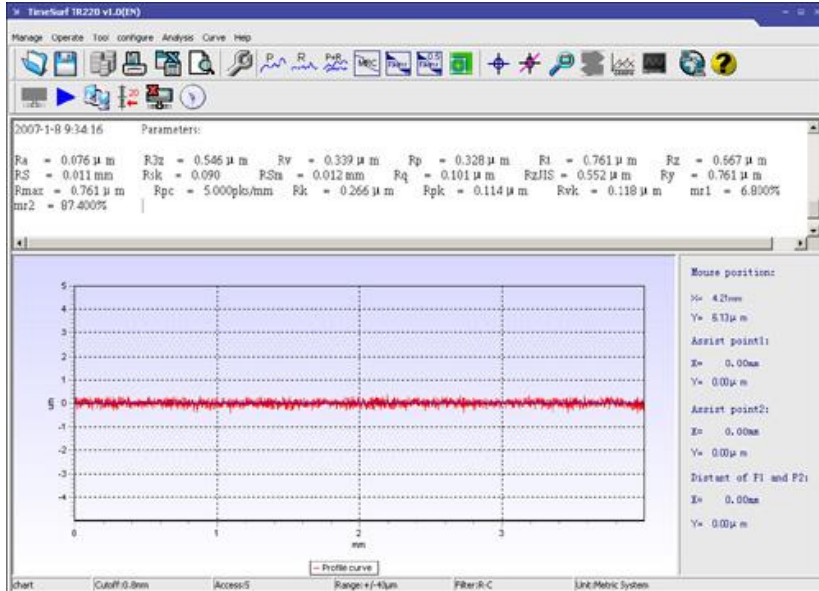 TimeSurf TR220 v1.0(EN)
Manage Operate Tool configure Analysis Curve Help
P R P+R MRC 0.5
20
2007-1-8 9:34:16 Parameters:
Ra = 0.076 μ m R3z = 0.546 μ m Rv = 0.339 μ m Rp = 0.328 μ m Rt = 0.761 μ m Rz = 0.667 μ m
RS = 0.011 mm Rsk = 0.090 RSm = 0.012 mm Rq = 0.101 μ m RzJIS = 0.552 μ m Ry = 0.761 μ m
Rmax = 0.761 μ m Rpc = 5.000pks/mm Rk = 0.266 μ m Rpk = 0.114 μ m Rvk = 0.118 μ m mr1 = 6.800%
mr2 = 87.400%
Mouse position:
X= 4.21mm
Y= 6.13μ m
Assist point1:
X= 0.00mm
Y= 0.00μ m
Assist point2:
X= 0.00mm
Y= 0.00μ m
Distant of P1 and P2:
X= 0.00mm
Y= 0.00μ m
5
4
3
2
1
0
-1
-2
-3
-4
0 1 2 3
mm
Profile curve
chart Cutoff:0.8mm Access:5 Range:+/-40μm Filter:R-C Unit:Metric System